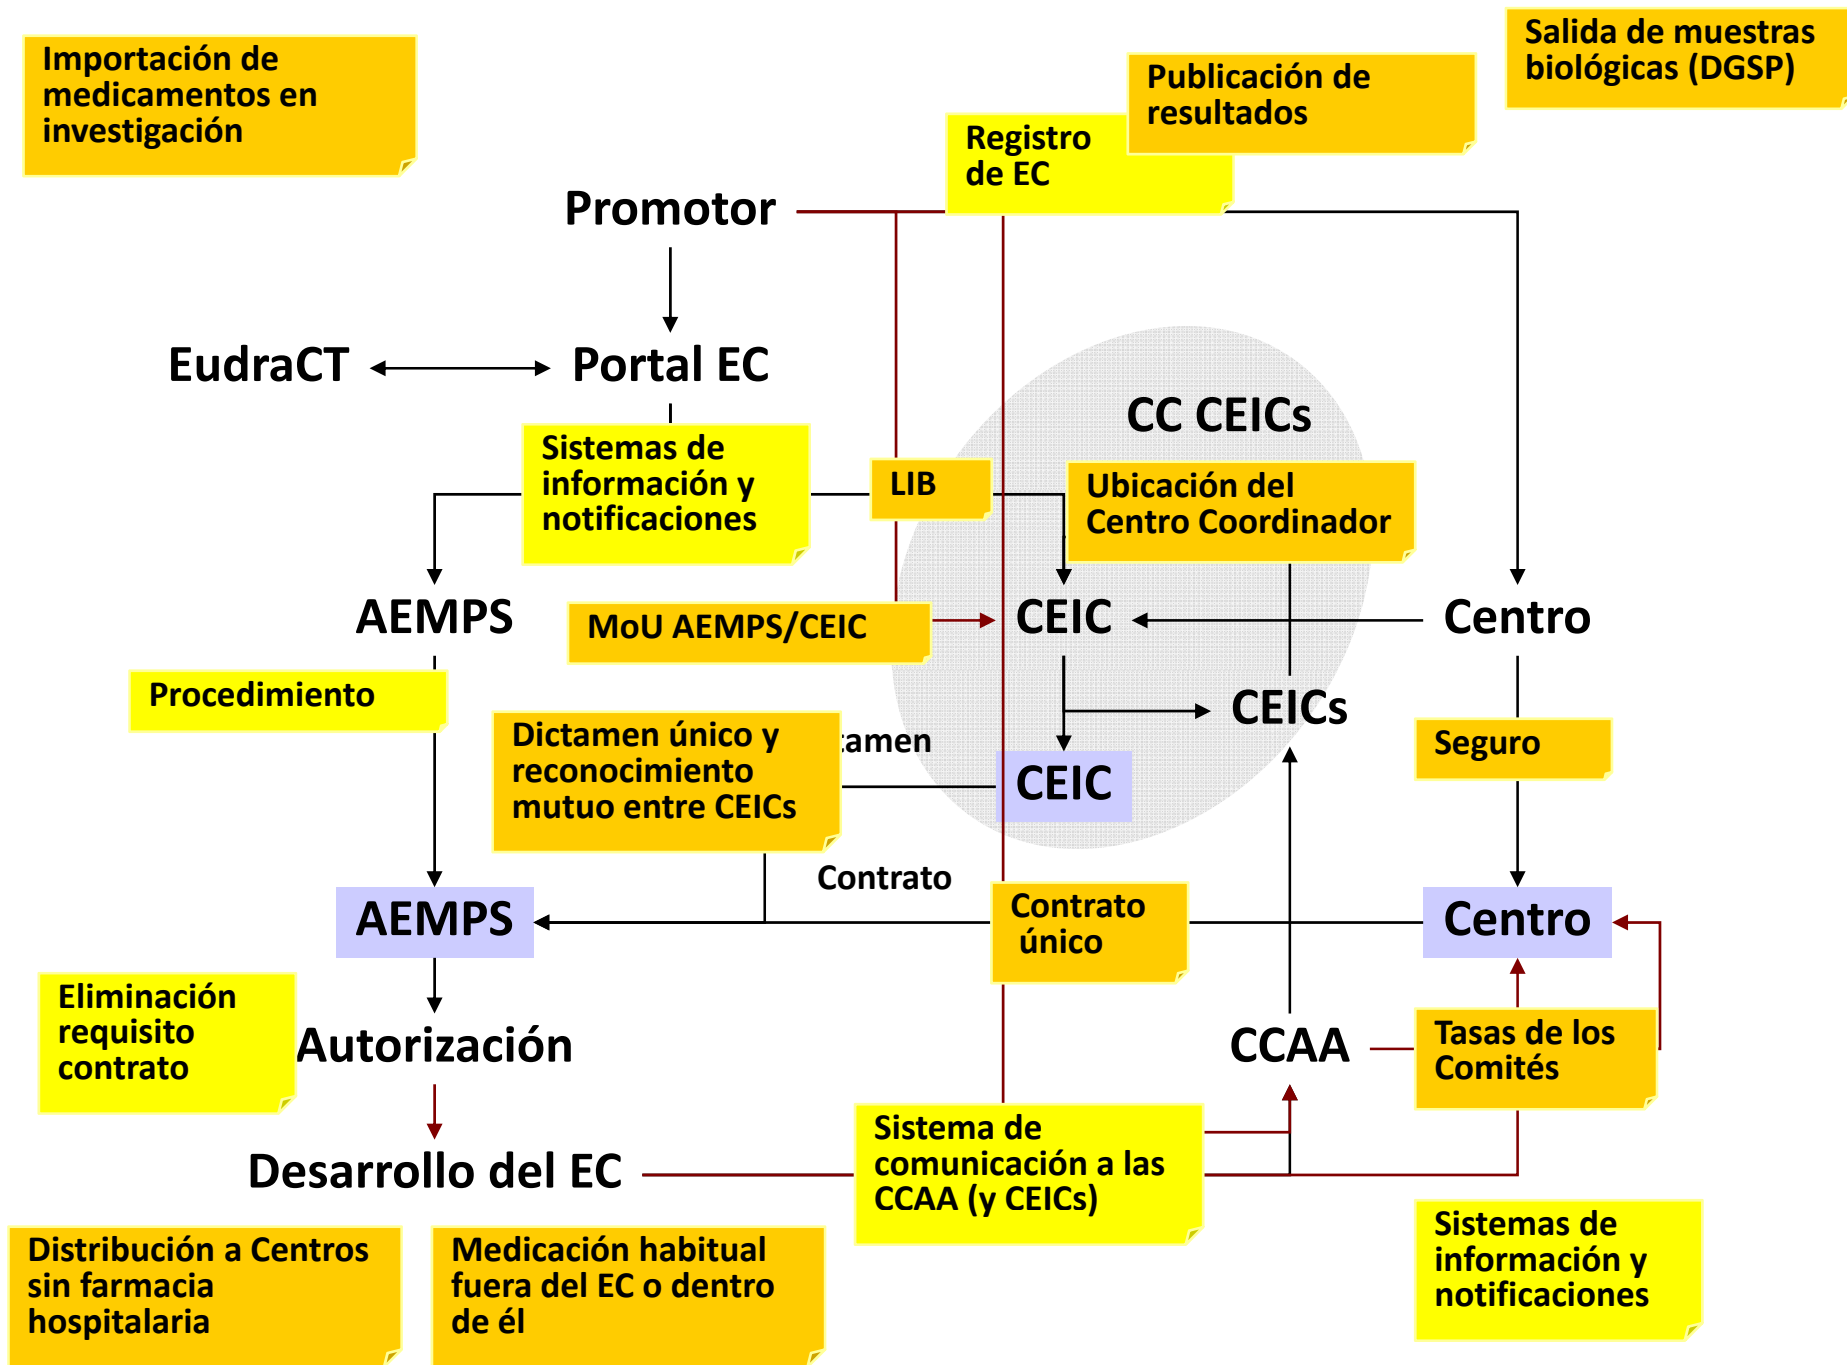 Importación de
medicamentos en
investigación
Salida de muestras
biológicas (DGSP)
Publicación de
resultados
Registro
de EC
Promotor
EudraCT
Portal EC
CC CEICs
Sistemas de
información y
notificaciones
LIB
Ubicación del
Centro Coordinador
AEMPS
MoU AEMPS/CEIC
CEIC
Centro
Procedimiento
CEICs
Dictamen único y
reconocimiento
mutuo entre CEICs
tamen
CEIC
Seguro
Contrato
AEMPS
Contrato
único
Centro
Eliminación
requisito
contrato
Autorización
CCAA
Tasas de los
Comités
Desarrollo del EC
Sistema de
comunicación a las
CCAA (y CEICs)
Distribución a Centros
sin farmacia
hospitalaria
Medicación habitual
fuera del EC o dentro
de él
Sistemas de
información y
notificaciones